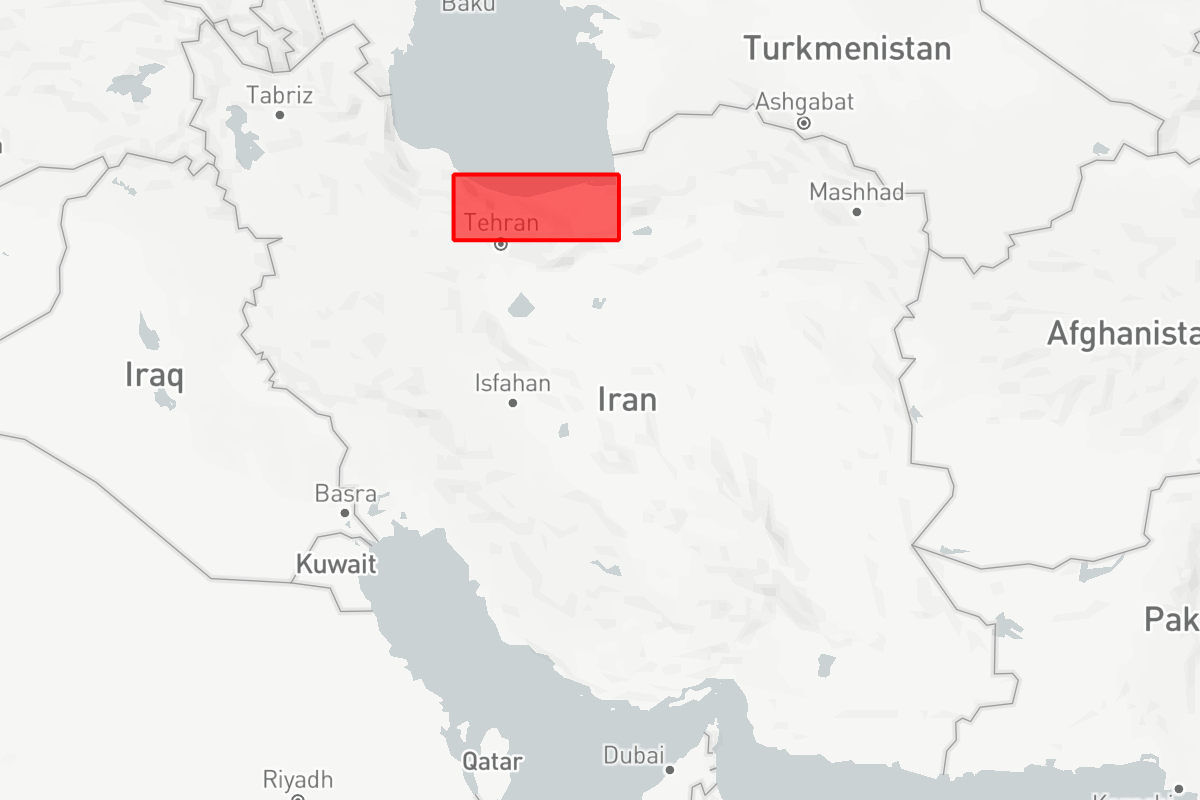 Baku
Turkmenistan
Tabriz
Ashgabat
Mashhad
Tehran
Afghanista
Iraq
Isfahan
Iran
Basra
Kuwait
Pak
Dubai
Qatar
Riyadh